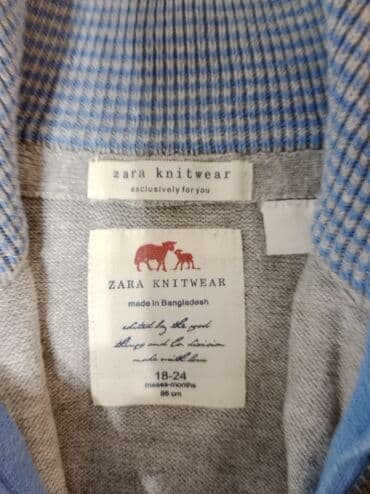 zara knitwear
exclusively for you
ZARA KNITWEAR
made in Bangladesh
edited by the good
things and Co. division
made with love
18-24
meses-months
86 cm